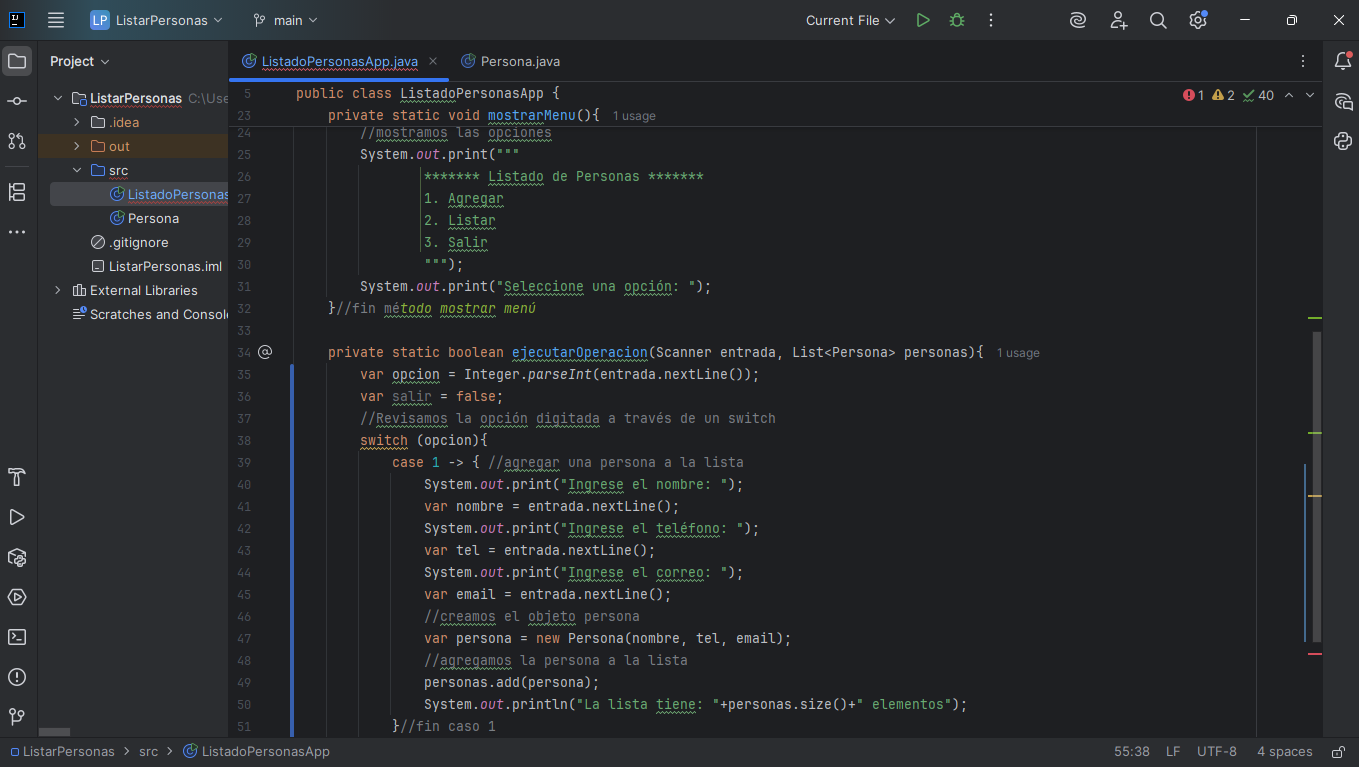 LP ListarPersonas main Current File
Project
ListadoPersonasApp.java Persona.java
ListarPersonas C:\Use
.idea
out
src
ListadoPersonas
Persona
.gitignore
ListarPersonas.iml
External Libraries
Scratches and Consol
1 2 40
5 public class ListadoPersonasApp {
23 private static void mostrarMenu(){ 1 usage
24 //mostramos las opciones
25 System.out.print("""
26 ******* Listado de Personas *******
27 1. Agregar
28 2. Listar
29 3. Salir
30 """);
31 System.out.print("Seleccione una opción: ");
32 }//fin método mostrar menú
33
34 private static boolean ejecutarOperacion(Scanner entrada, List<Persona> personas){ 1 usage
35 var opcion = Integer.parseInt(entrada.nextLine());
36 var salir = false;
37 //Revisamos la opción digitada a través de un switch
38 switch (opcion){
39 case 1 -> { //agregar una persona a la lista
40 System.out.print("Ingrese el nombre: ");
41 var nombre = entrada.nextLine();
42 System.out.print("Ingrese el teléfono: ");
43 var tel = entrada.nextLine();
44 System.out.print("Ingrese el correo: ");
45 var email = entrada.nextLine();
46 //creamos el objeto persona
47 var persona = new Persona(nombre, tel, email);
48 //agregamos la persona a la lista
49 personas.add(persona);
50 System.out.println("La lista tiene: "+personas.size()+" elementos");
51 }//fin caso 1
ListarPersonas > src > ListadoPersonasApp 55:38 LF UTF-8 4 spaces